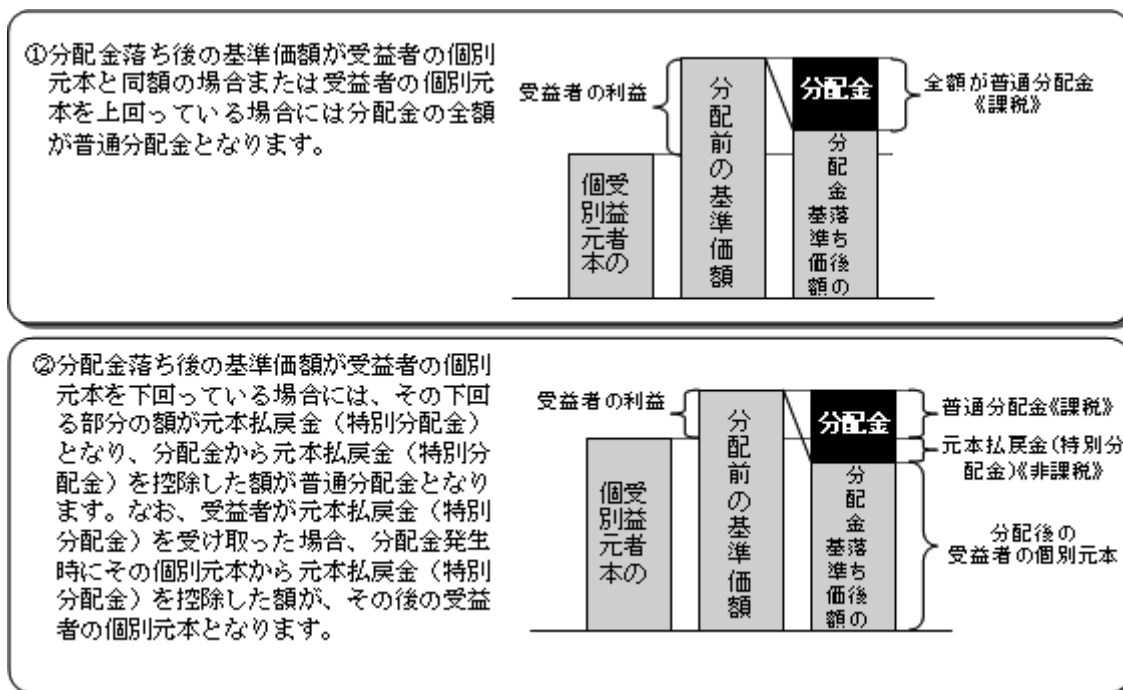 ①分配金落ち後の基準価額が受益者の個別
元本と同額の場合または受益者の個別元
本を上回っている場合には分配金の全額
が普通分配金となります。
受益者の利益
個別元本
受益者の
分配前の基準価額
分配金
分配金落ち後の
基準価額
全額が普通分配金
《課税》
②分配金落ち後の基準価額が受益者の個別
元本を下回っている場合には、その下回
る部分の額が元本払戻金（特別分配金）
となり、分配金から元本払戻金（特別分
配金）を控除した額が普通分配金となり
ます。なお、受益者が元本払戻金（特別
分配金）を受け取った場合、分配金発生
時にその個別元本から元本払戻金（特別
分配金）を控除した額が、その後の受益
者の個別元本となります。
受益者の利益
個別元本
受益者の
分配前の基準価額
分配金
分配金落ち後の
基準価額
普通分配金《課税》
元本払戻金(特別分
配金)《非課税》
分配後の
受益者の個別元本